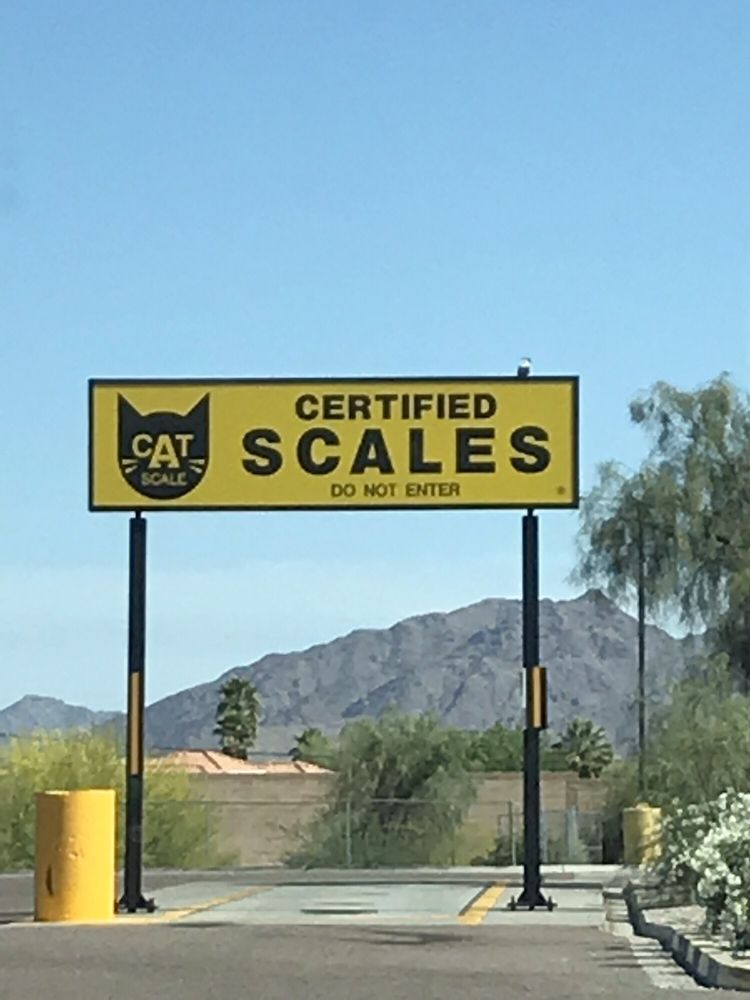 CAT
SCALE
CERTIFIED
SCALES
DO NOT ENTER